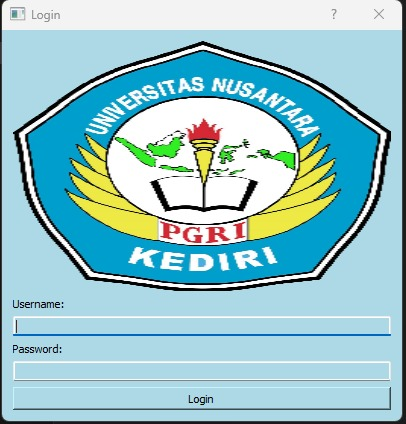 Login
?
UNIVERSITAS NUSANTARA
PGRI
KEDIRI
Username:
Password:
Login